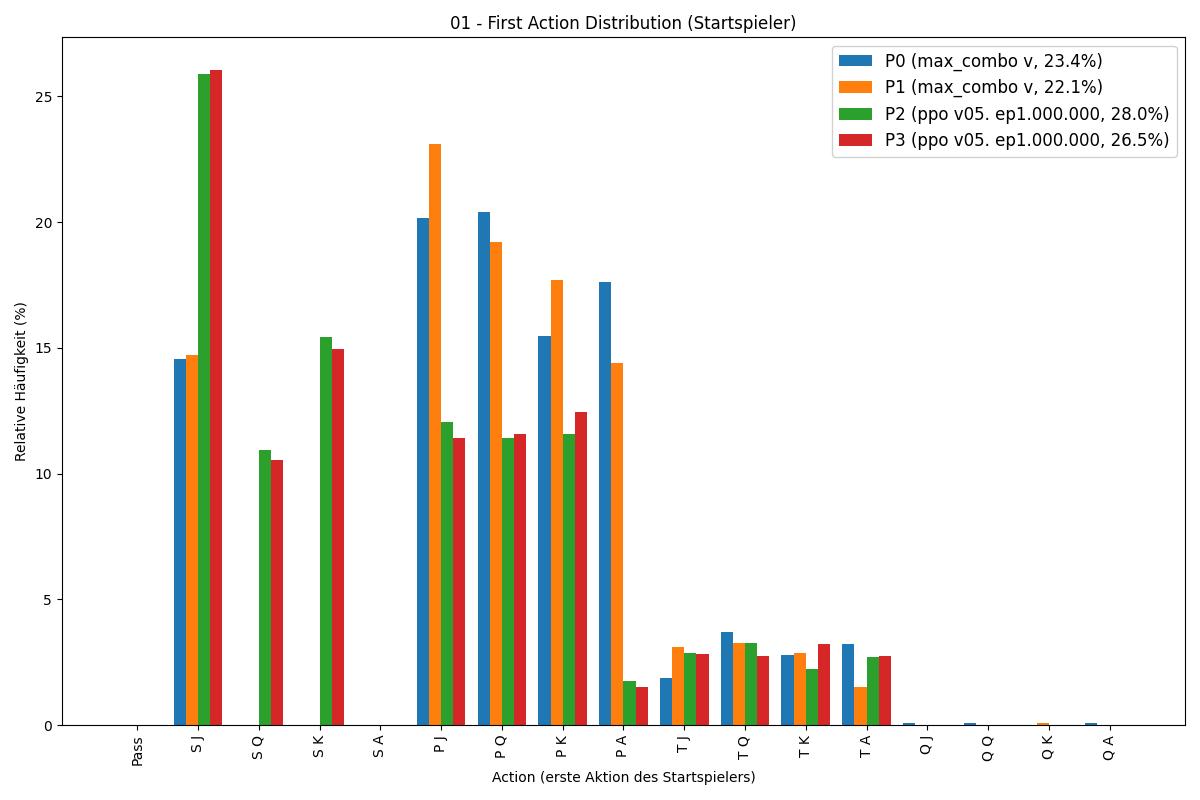 01 - First Action Distribution (Startspieler)
P0 (max_combo v, 23.4%)
P1 (max_combo v, 22.1%)
P2 (ppo v05. ep1.000.000, 28.0%)
P3 (ppo v05. ep1.000.000, 26.5%)
Relative Häufigkeit (%)
25
20
15
10
5
0
Pass
S J
S Q
S K
S A
P J
P Q
P K
P A
T J
T Q
T K
T A
Q J
Q Q
Q K
Q A
Action (erste Aktion des Startspielers)